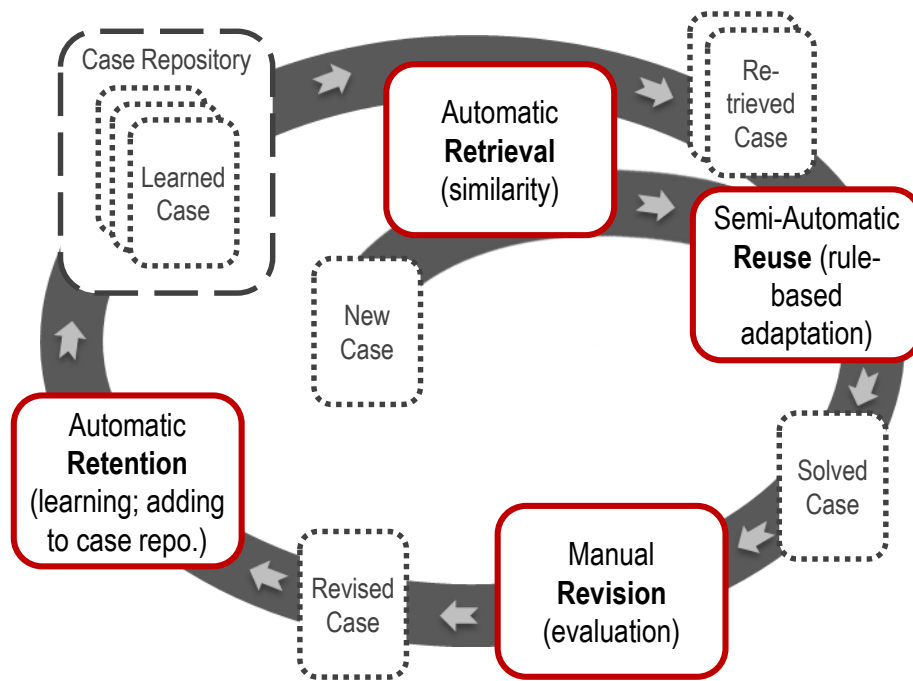 Case Repository
Learned
Case
Automatic
Retrieval
(similarity)
Re-
trieved
Case
Semi-Automatic
Reuse (rule-
based
adaptation)
New
Case
Automatic
Retention
(learning; adding
to case repo.)
Solved
Case
Manual
Revision
(evaluation)
Revised
Case